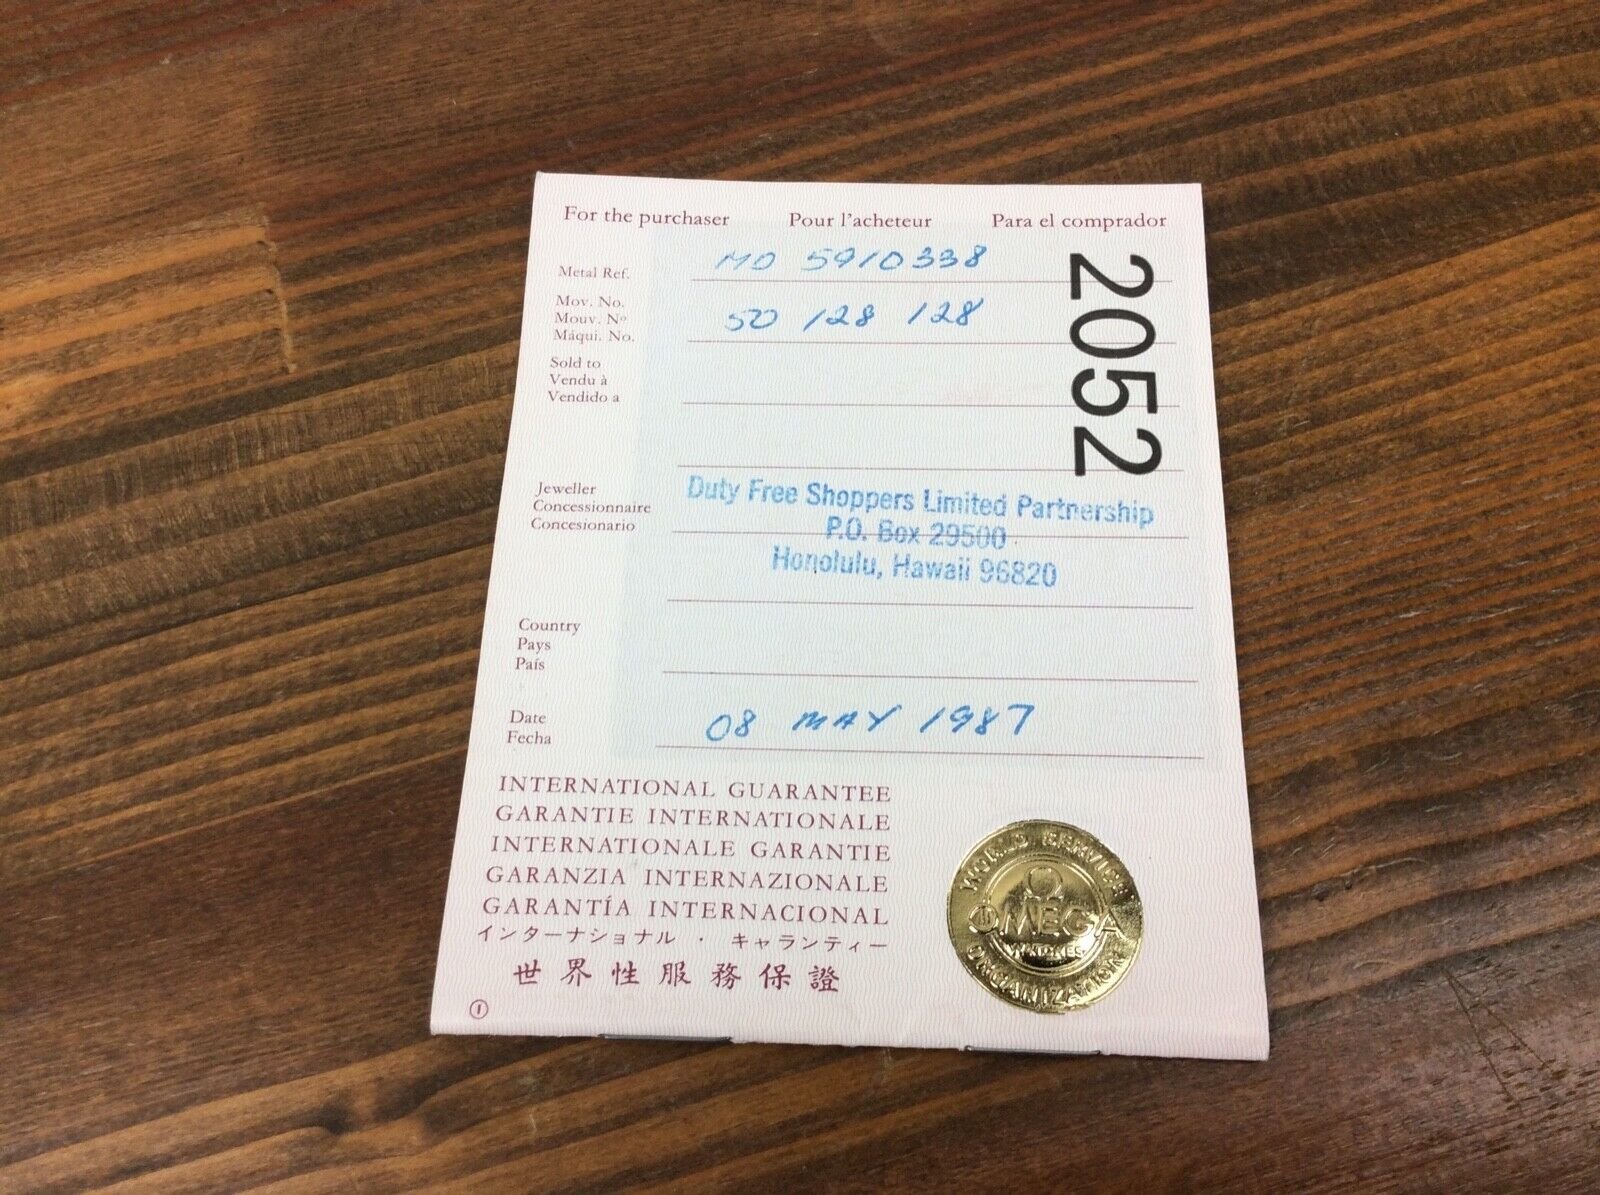 For the purchaser Pour l'acheteur Para el comprador
Metal Ref. MD 5910338
Mov. No.
Mouv. Nº 50 128 128
Máqui. No.
2052
Sold to
Vendu à
Vendido a
Jeweller
Concessionnaire
Concesionario
Duty Free Shoppers Limited Partnership
P.O. Box 29500
Honolulu, Hawaii 96820
Country
Pays
País
Date
Fecha
08 MAY 1987
INTERNATIONAL GUARANTEE
GARANTIE INTERNATIONALE
INTERNATIONALE GARANTIE
GARANZIA INTERNAZIONALE
GARANTÍA INTERNACIONAL
インターナショナル・キャランティー
世界性服務保證
1
WORLD SERVICE
Ω
OMEGA
WATCHES
ORGANIZATION